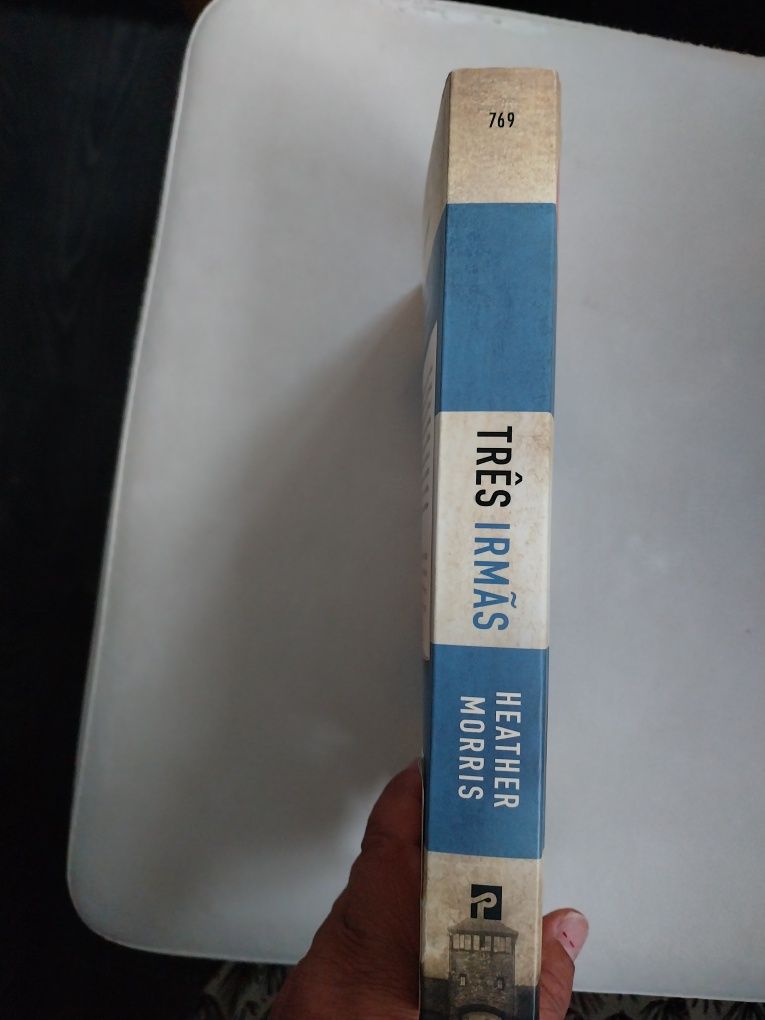 769
TRÊS IRMÃS
HEATHER
MORRIS